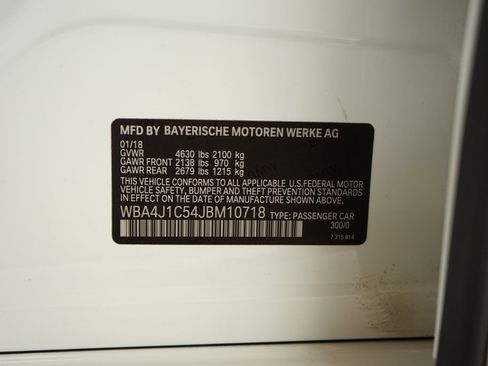 MFD BY BAYERISCHE MOTOREN WERKE AG
01/18
GVWR 4630 lbs 2100 kg
GAWR FRONT 2138 lbs 970 kg
GAWR REAR 2679 lbs 1215 kg
THIS VEHICLE CONFORMS TO ALL APPLICABLE U.S.FEDERAL MOTOR
VEHICLE SAFETY, BUMPER AND THEFT PREVENTION STANDARDS
IN EFFECT ON THE DATE OF MANUFACTURE SHOWN ABOVE.
WBA4J1C54JBM10718 TYPE: PASSENGER CAR
300/0
7 315 814